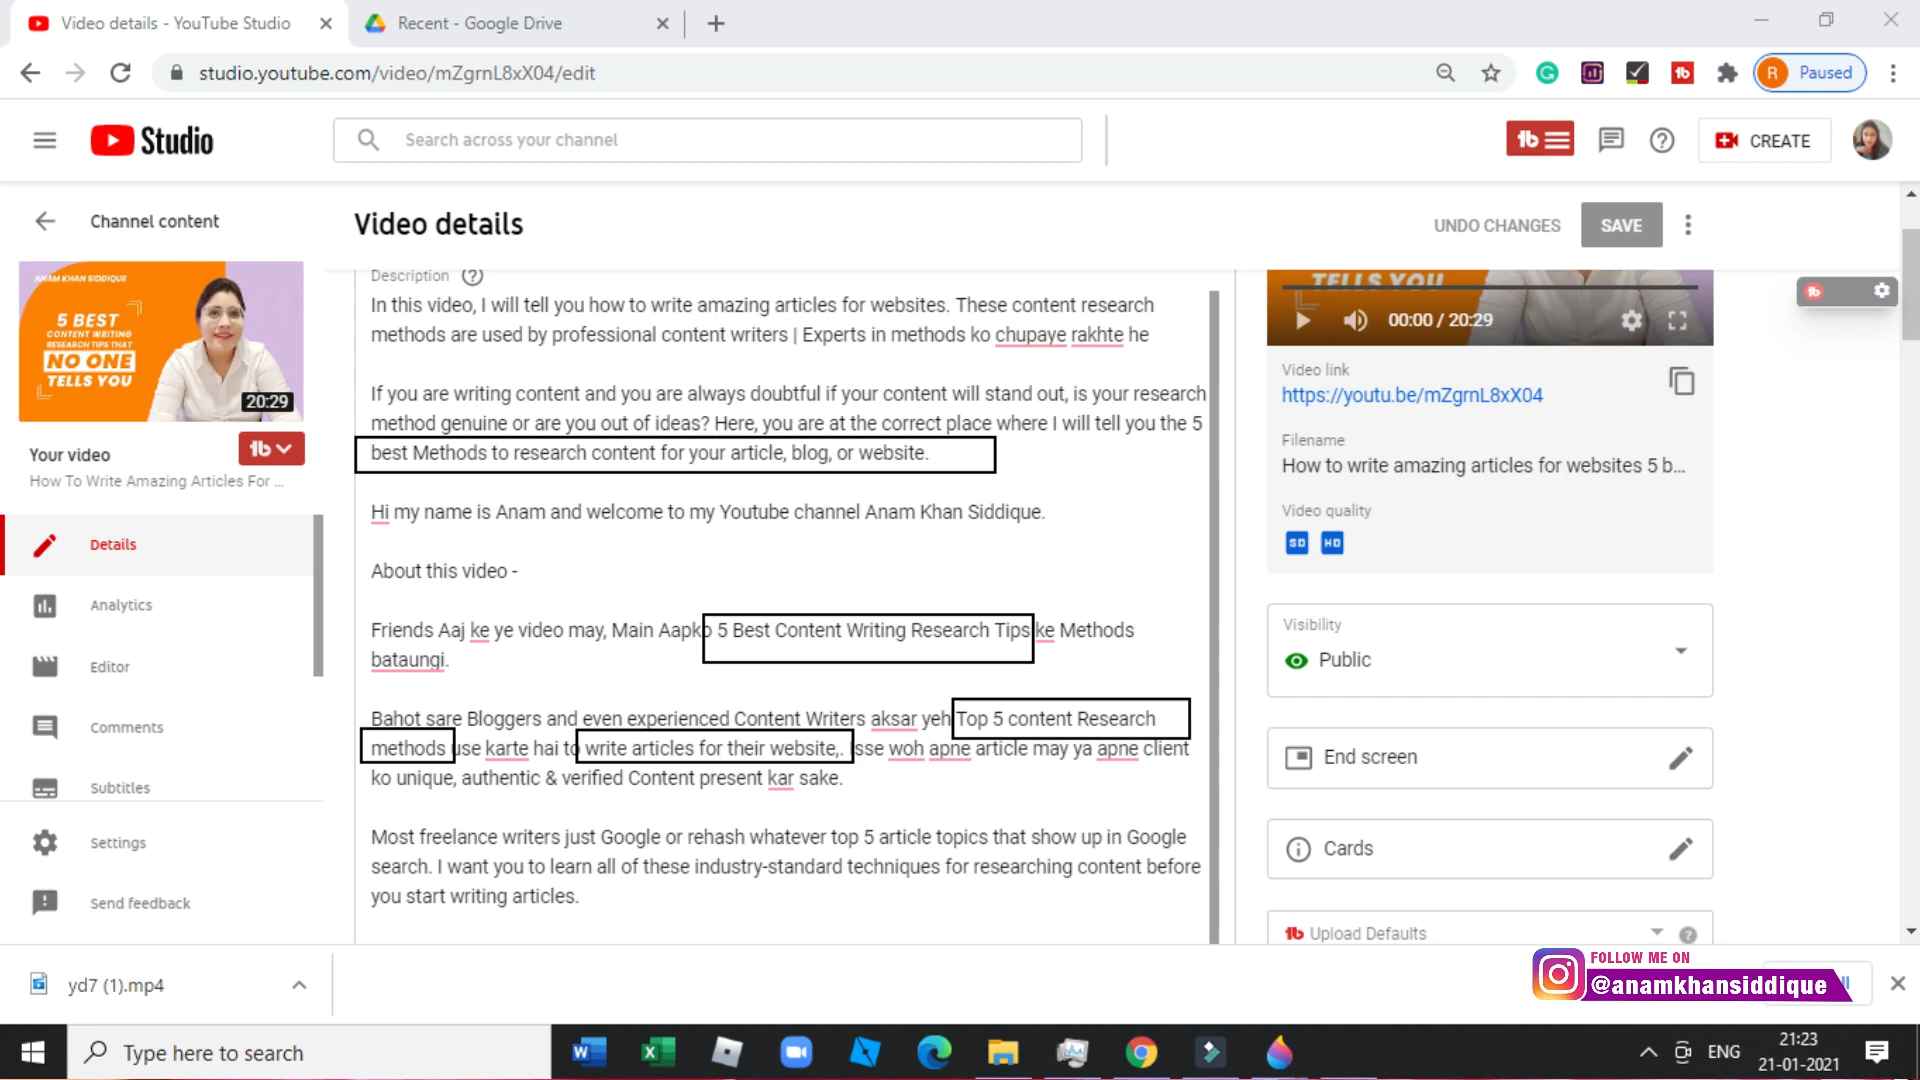 Video details - YouTube Studio
Recent - Google Drive
studio.youtube.com/video/mZgrnL8xX04/edit
R
Paused
Studio
Search across your channel
CREATE
Channel content
Video details
UNDO CHANGES
SAVE
ANAM KHAN SIDDIQUE
5 BEST
CONTENT WRITING
RESEARCH TIPS THAT
NO ONE
TELLS YOU
20:29
Your video
How To Write Amazing Articles For ...
Details
Analytics
Editor
Comments
Subtitles
Settings
Send feedback
Description
In this video, I will tell you how to write amazing articles for websites. These content research
methods are used by professional content writers | Experts in methods ko chupaye rakhte he
If you are writing content and you are always doubtful if your content will stand out, is your research
method genuine or are you out of ideas? Here, you are at the correct place where I will tell you the 5
best Methods to research content for your article, blog, or website.
Hi my name is Anam and welcome to my Youtube channel Anam Khan Siddique.
About this video -
Friends Aaj ke ye video may, Main Aapko 5 Best Content Writing Research Tips ke Methods
bataungi.
Bahot sare Bloggers and even experienced Content Writers aksar yeh Top 5 content Research
methods use karte hai to write articles for their website,. isse woh apne article may ya apne client
ko unique, authentic & verified Content present kar sake.
Most freelance writers just Google or rehash whatever top 5 article topics that show up in Google
search. I want you to learn all of these industry-standard techniques for researching content before
you start writing articles.
TELLS YOU
00:00 / 20:29
Video link
https://youtu.be/mZgrnL8xX04
Filename
How to write amazing articles for websites 5 b...
Video quality
SD HD
Visibility
Public
End screen
Cards
Upload Defaults
yd7 (1).mp4
FOLLOW ME ON
@anamkhansiddique
Type here to search
ENG
21:23
21-01-2021